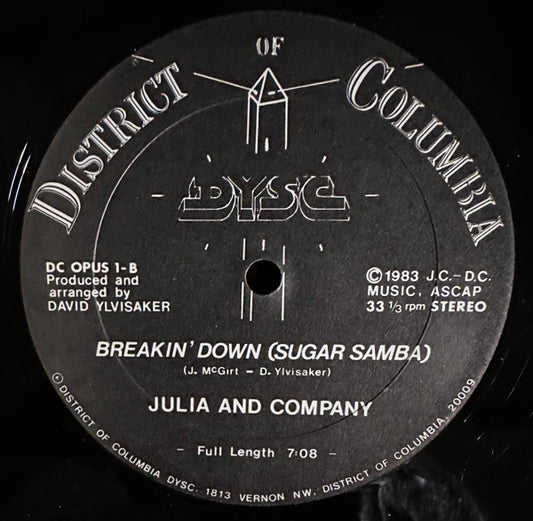 DISTRICT OF COLUMBIA
DYSC
DC OPUS 1-B
Produced and
arranged by
DAVID YLVISAKER
©1983 J.C.-D.C.
MUSIC, ASCAP
33 1/3 rpm STEREO
BREAKIN' DOWN (SUGAR SAMBA)
(J. McGirt - D. Ylvisaker)
JULIA AND COMPANY
- Full Length 7:08 -
© DISTRICT OF COLUMBIA DYSC. 1813 VERNON NW, DISTRICT OF COLUMBIA, 20009